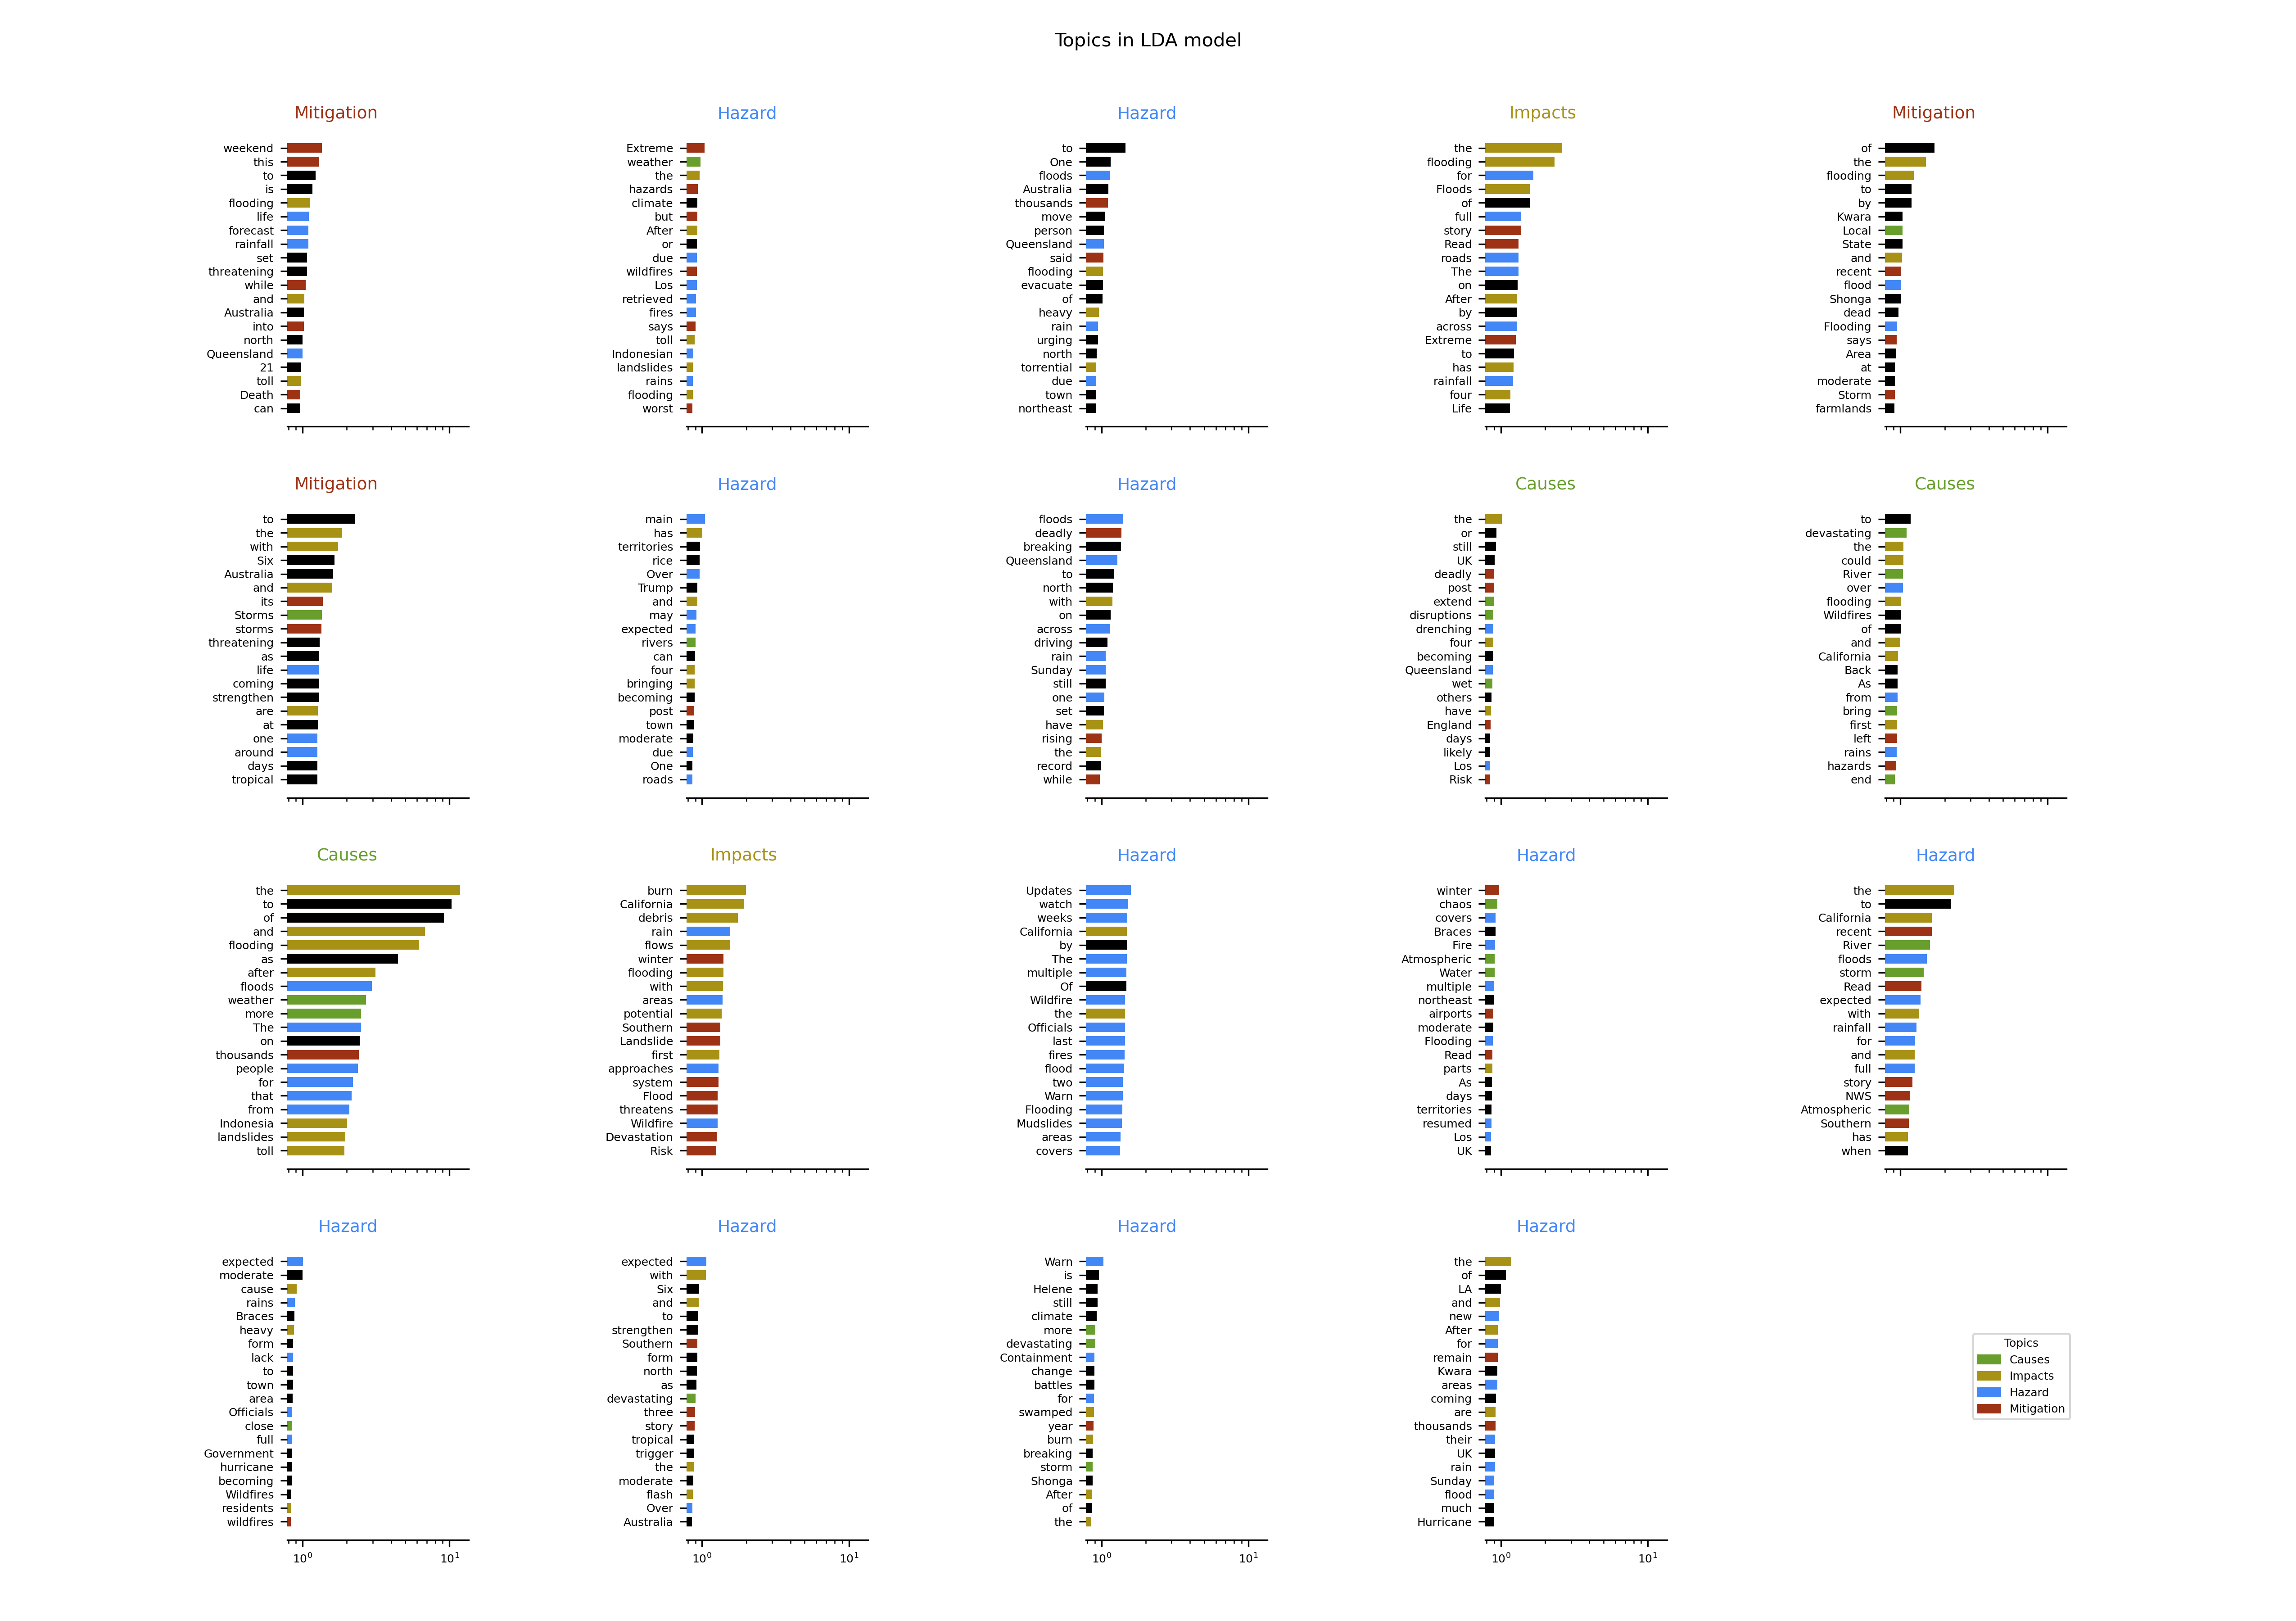 Topics in LDA model
Mitigation
weekend
this
to
is
flooding
life
forecast
rainfall
set
threatening
while
and
Australia
into
north
Queensland
21
toll
Death
can
Hazard
Extreme
weather
the
hazards
climate
but
After
or
due
wildfires
Los
retrieved
fires
says
toll
Indonesian
landslides
rains
flooding
worst
Hazard
to
One
floods
Australia
thousands
move
person
Queensland
said
flooding
evacuate
of
heavy
rain
urging
north
torrential
due
town
northeast
Impacts
the
flooding
for
Floods
of
full
story
Read
roads
The
on
After
by
across
Extreme
to
has
rainfall
four
Life
Mitigation
of
the
flooding
to
by
Kwara
Local
State
and
recent
flood
Shonga
dead
Flooding
says
Area
at
moderate
Storm
farmlands
Mitigation
to
the
with
Six
Australia
and
its
Storms
storms
threatening
as
life
coming
strengthen
are
at
one
around
days
tropical
Hazard
main
has
territories
rice
Over
Trump
and
may
expected
rivers
can
four
bringing
becoming
post
town
moderate
due
One
roads
Hazard
floods
deadly
breaking
Queensland
to
north
with
on
across
driving
rain
Sunday
still
one
set
have
rising
the
record
while
Causes
the
or
still
UK
deadly
post
extend
disruptions
drenching
four
becoming
Queensland
wet
others
have
England
days
likely
Los
Risk
Causes
to
devastating
the
could
River
over
flooding
Wildfires
of
and
California
Back
As
from
bring
first
left
rains
hazards
end
Causes
the
to
of
and
flooding
as
after
floods
weather
more
The
on
thousands
people
for
that
from
Indonesia
landslides
toll
Impacts
burn
California
debris
rain
flows
winter
flooding
with
areas
potential
Southern
Landslide
first
approaches
system
Flood
threatens
Wildfire
Devastation
Risk
Hazard
Updates
watch
weeks
California
by
The
multiple
Of
Wildfire
the
Officials
last
fires
flood
two
Warn
Flooding
Mudslides
areas
covers
Hazard
winter
chaos
covers
Braces
Fire
Atmospheric
Water
multiple
northeast
airports
moderate
Flooding
Read
parts
As
days
territories
resumed
Los
UK
Hazard
the
to
California
recent
River
floods
storm
Read
expected
with
rainfall
for
and
full
story
NWS
Atmospheric
Southern
has
when
Hazard
expected
moderate
cause
rains
Braces
heavy
form
lack
to
town
area
Officials
close
full
Government
hurricane
becoming
Wildfires
residents
wildfires
10⁰ 10¹
Hazard
expected
with
Six
and
to
strengthen
Southern
form
north
as
devastating
three
story
tropical
trigger
the
moderate
flash
Over
Australia
10⁰ 10¹
Hazard
Warn
is
Helene
still
climate
more
devastating
Containment
change
battles
for
swamped
year
burn
breaking
storm
Shonga
After
of
the
10⁰ 10¹
Hazard
the
of
LA
and
new
After
for
remain
Kwara
areas
coming
are
thousands
their
UK
rain
Sunday
flood
much
Hurricane
10⁰ 10¹
Topics
Causes
Impacts
Hazard
Mitigation